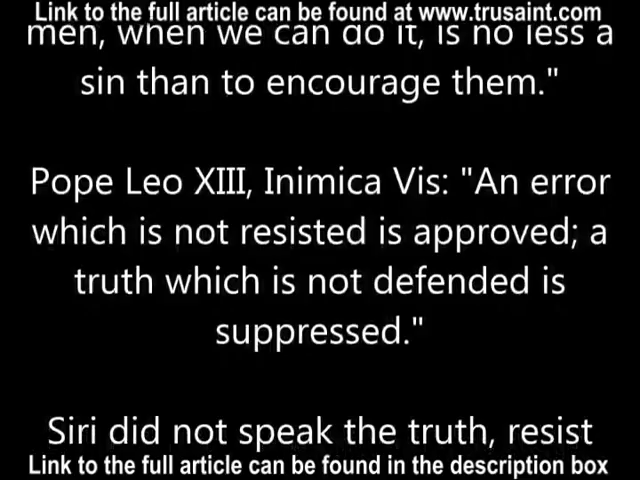 Link to the full article can be found at www.trusaint.com
men, when we can do it, is no less a
sin than to encourage them."
Pope Leo XIII, Inimica Vis: "An error
which is not resisted is approved; a
truth which is not defended is
suppressed."
Siri did not speak the truth, resist
Link to the full article can be found in the description box